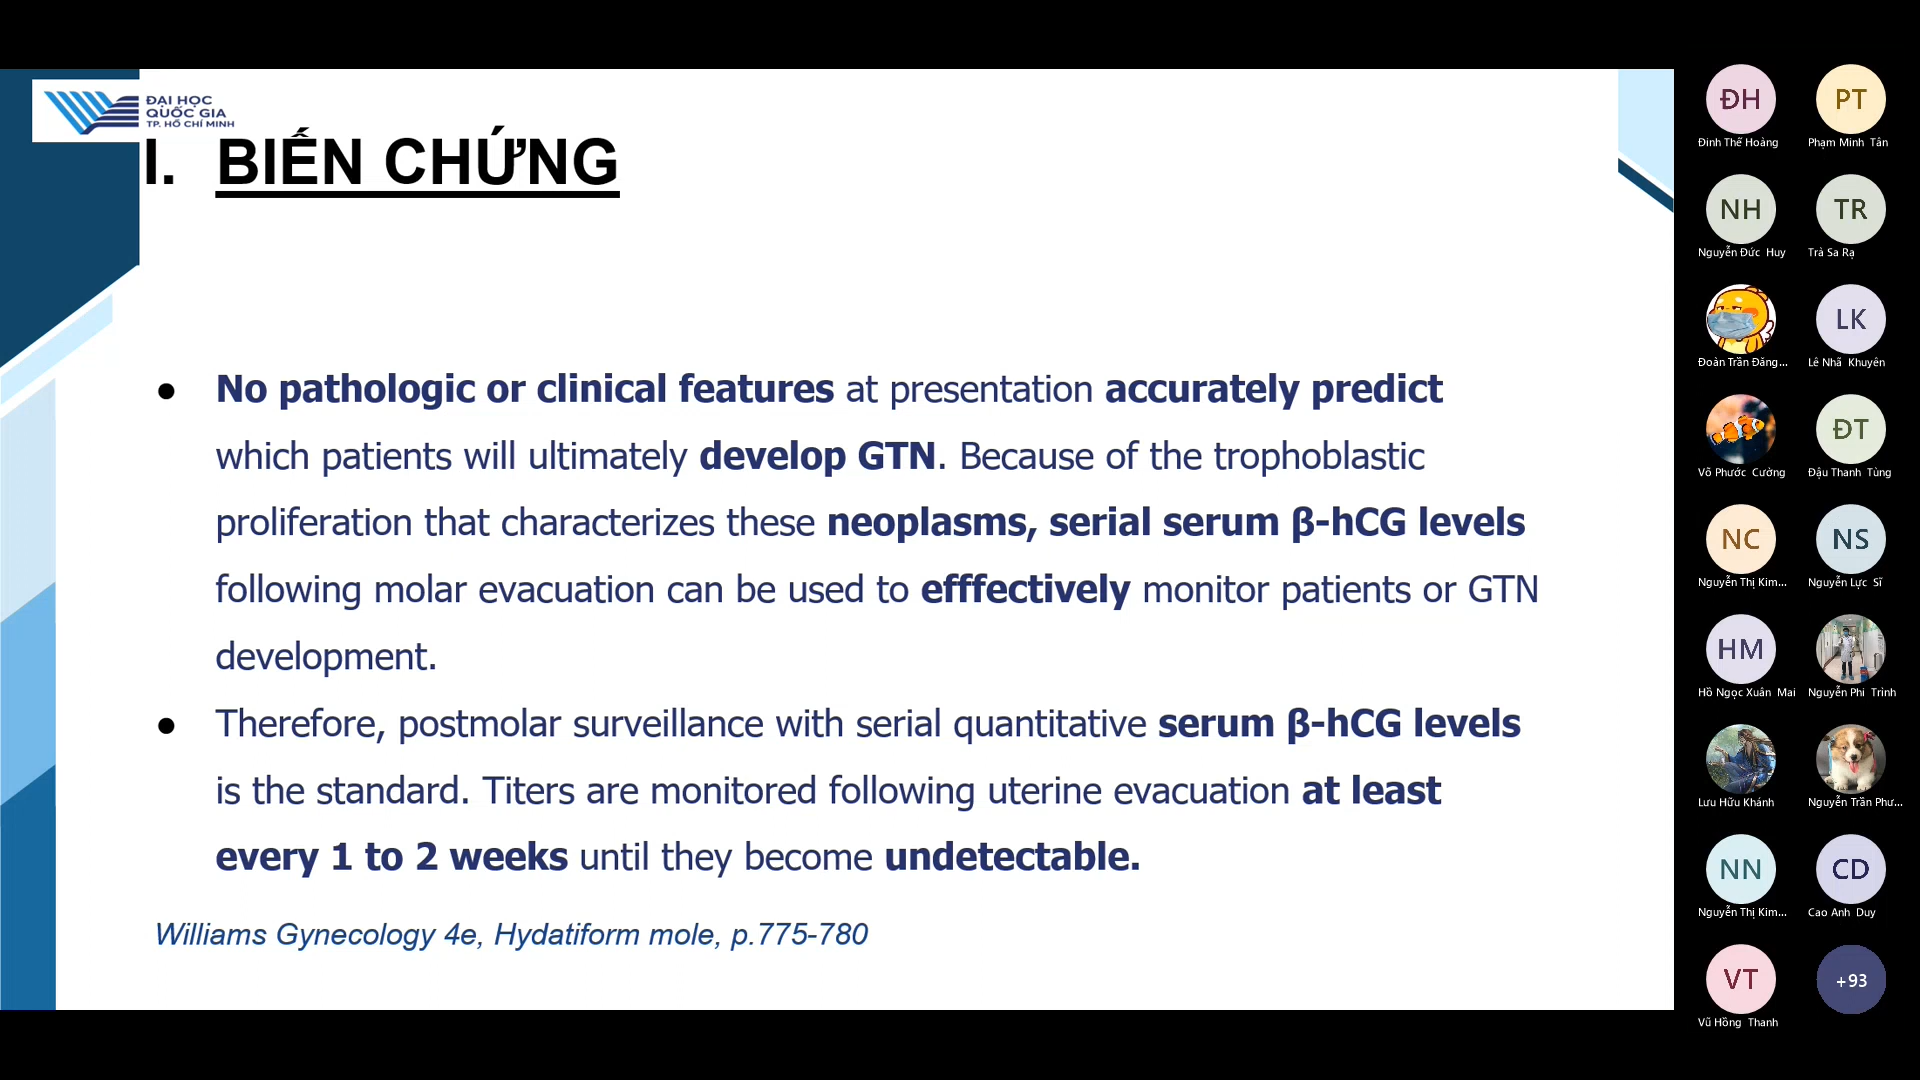 ĐẠI HỌC
QUỐC GIA
TP. HỒ CHÍ MINH
I. BIẾN CHỨNG
● No pathologic or clinical features at presentation accurately predict
which patients will ultimately develop GTN. Because of the trophoblastic
proliferation that characterizes these neoplasms, serial serum β-hCG levels
following molar evacuation can be used to efffectively monitor patients or GTN
development.
● Therefore, postmolar surveillance with serial quantitative serum β-hCG levels
is the standard. Titers are monitored following uterine evacuation at least
every 1 to 2 weeks until they become undetectable.
Williams Gynecology 4e, Hydatiform mole, p.775-780
ĐH
Đinh Thế Hoàng
PT
Phạm Minh Tân
NH
Nguyễn Đức Huy
TR
Trà Sa Rạ
Đoàn Trần Đăng...
LK
Lê Nhã Khuyên
Võ Phước Cường
ĐT
Đậu Thanh Tùng
NC
Nguyễn Thị Kim...
NS
Nguyễn Lực Sĩ
HM
Hồ Ngọc Xuân Mai
Nguyễn Phi Trình
Lưu Hữu Khánh
Nguyễn Trần Phư...
NN
Nguyễn Thị Kim...
CD
Cao Anh Duy
VT
Vũ Hồng Thanh
+93